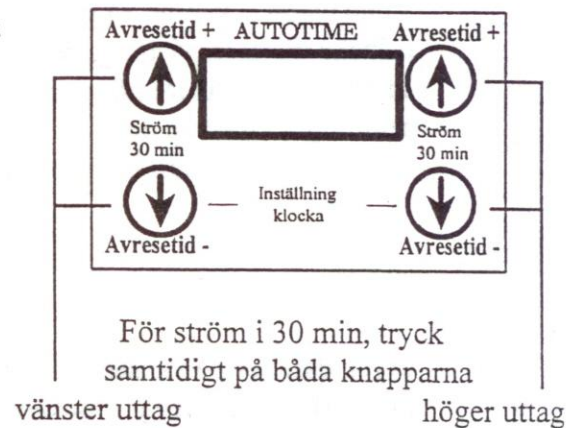 Avresetid + AUTOTIME Avresetid +
Ström
30 min
Ström
30 min
Inställning
klocka
Avresetid -
Avresetid -
För ström i 30 min, tryck
samtidigt på båda knapparna
vänster uttag
höger uttag